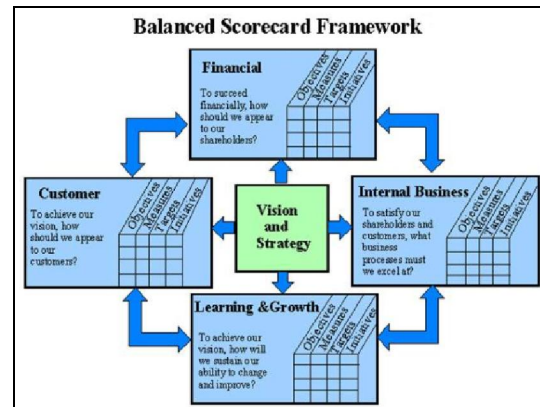 Balanced Scorecard Framework
Financial
To succeed
financially, how
should we appear
to our
shareholders?
Objectives
Measures
Targets
Initiatives
Customer
To achieve our
vision, how
should we appear
to our
customers?
Objectives
Measures
Targets
Initiatives
Vision
and
Strategy
Internal Business
To satisfy our
shareholders and
customers, what
business
processes must
we excel at?
Objectives
Measures
Targets
Initiatives
Learning &Growth
To achieve our
vision, how will
we sustain our
ability to change
and improve?
Objectives
Measures
Targets
Initiatives